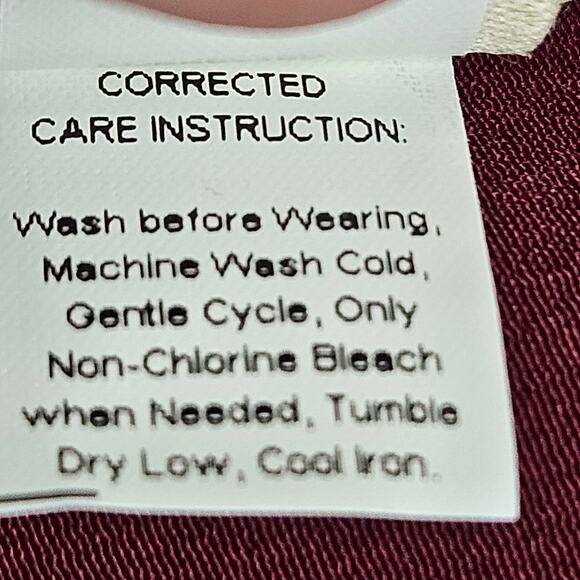 CORRECTED
CARE INSTRUCTION:
Wash before Wearing,
Machine Wash Cold,
Gentle Cycle, Only
Non-Chlorine Bleach
when Needed, Tumble
Dry Low, Cool Iron.